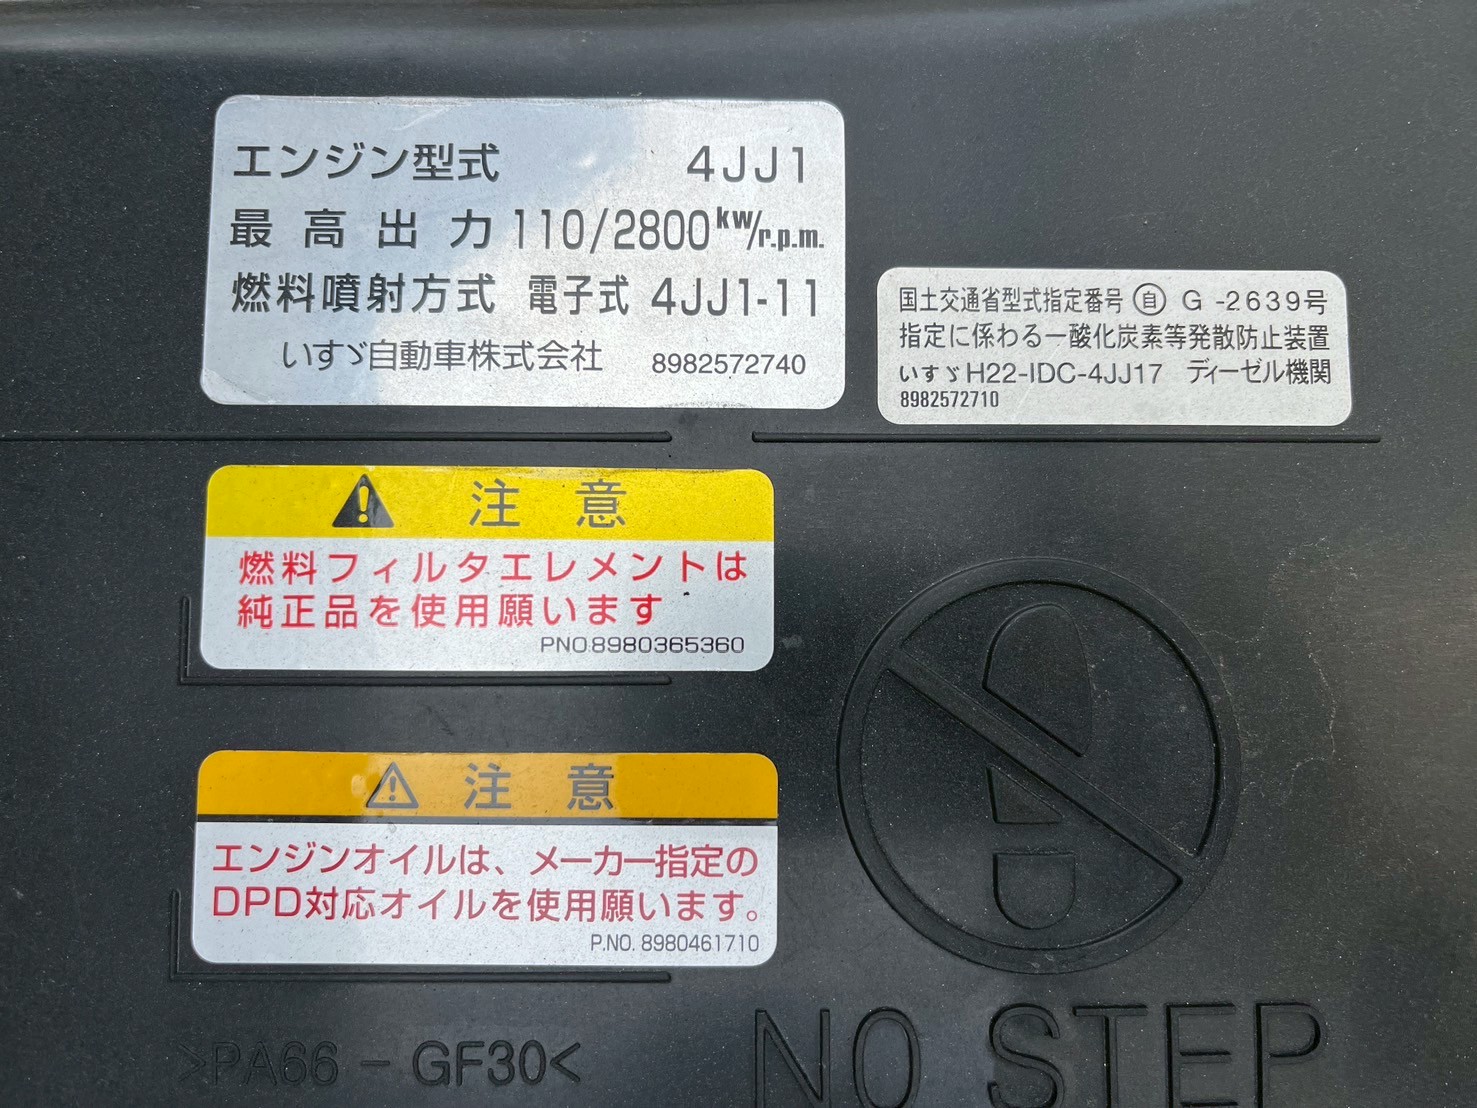 エンジン型式 4JJ1
最高出力 110/2800 kw/r.p.m.
燃料噴射方式 電子式 4JJ1-11
いすゞ自動車株式会社 8982572740
国土交通省型式指定番号 自 G-2639号
指定に係わる一酸化炭素等発散防止装置
いすゞH22-IDC-4JJ17 ディーゼル機関
8982572710
注意
燃料フィルタエレメントは
純正品を使用願います
PNO.8980365360
注意
エンジンオイルは、メーカー指定の
DPD対応オイルを使用願います。
P.NO. 8980461710
>PA66-GF30<
NO STEP